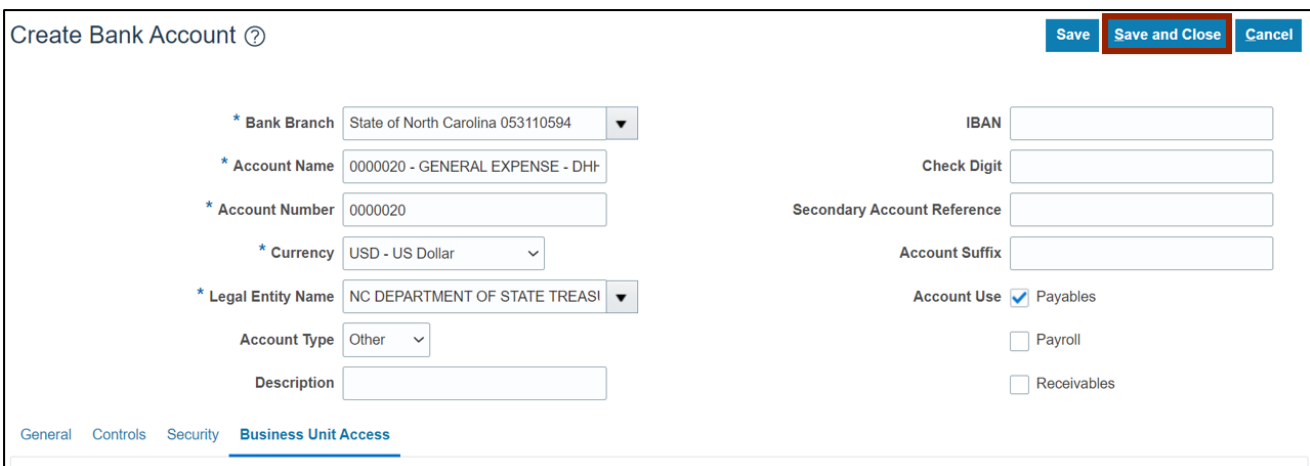 Create Bank Account ?
Save Save and Close Cancel
* Bank Branch State of North Carolina 053110594
* Account Name 0000020 - GENERAL EXPENSE - DHH
* Account Number 0000020
* Currency USD - US Dollar
* Legal Entity Name NC DEPARTMENT OF STATE TREASU
Account Type Other
Description
IBAN
Check Digit
Secondary Account Reference
Account Suffix
Account Use Payables
Payroll
Receivables
General Controls Security Business Unit Access